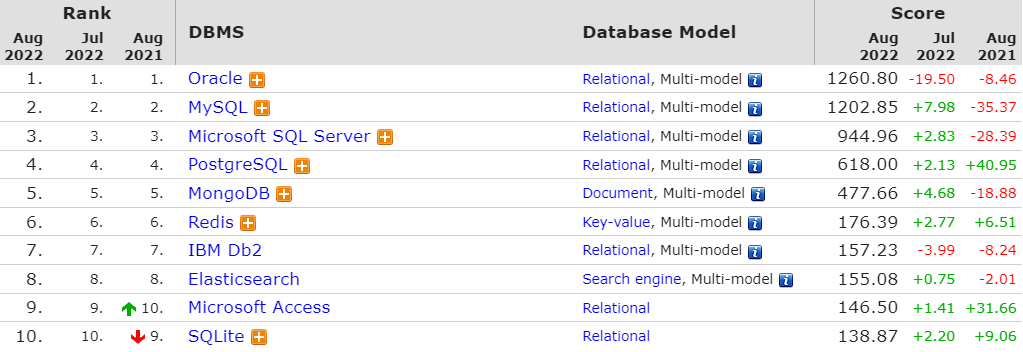 Rank DBMS Database Model Score
Aug 2022 Jul 2022 Aug 2021 Aug 2022 Jul 2022 Aug 2021
1. 1. 1. Oracle Relational, Multi-model 1260.80 -19.50 -8.46
2. 2. 2. MySQL Relational, Multi-model 1202.85 +7.98 -35.37
3. 3. 3. Microsoft SQL Server Relational, Multi-model 944.96 +2.83 -28.39
4. 4. 4. PostgreSQL Relational, Multi-model 618.00 +2.13 +40.95
5. 5. 5. MongoDB Document, Multi-model 477.66 +4.68 -18.88
6. 6. 6. Redis Key-value, Multi-model 176.39 +2.77 +6.51
7. 7. 7. IBM Db2 Relational, Multi-model 157.23 -3.99 -8.24
8. 8. 8. Elasticsearch Search engine, Multi-model 155.08 +0.75 -2.01
9. 9. 10. Microsoft Access Relational 146.50 +1.41 +31.66
10. 10. 9. SQLite Relational 138.87 +2.20 +9.06